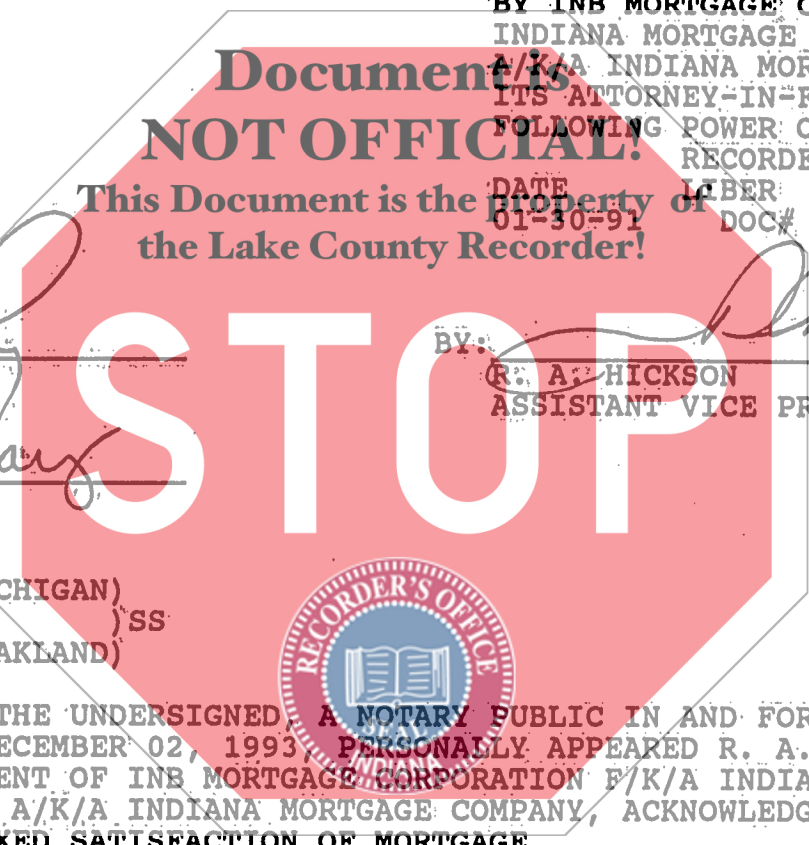 BY INB MORTGAGE
INDIANA MORTGAGE
A/K/A INDIANA MOR
ITS ATTORNEY-IN-F
FOLLOWING POWER O
RECORDE
DATE LIBER
01-30-91 DOC#
Document is
NOT OFFICIAL!
This Document is the property of
the Lake County Recorder!
STOP
BY:
R. A. HICKSON
ASSISTANT VICE PR
CHIGAN)
)SS
AKLAND)
RECORDER'S OFFICE
SEAL
INDIANA
THE UNDERSIGNED, A NOTARY PUBLIC IN AND FOR
ECEMBER 02, 1993, PERSONALLY APPEARED R. A.
ENT OF INB MORTGAGE CORPORATION F/K/A INDIA
A/K/A INDIANA MORTGAGE COMPANY, ACKNOWLEDG
XED SATISFACTION OF MORTGAGE